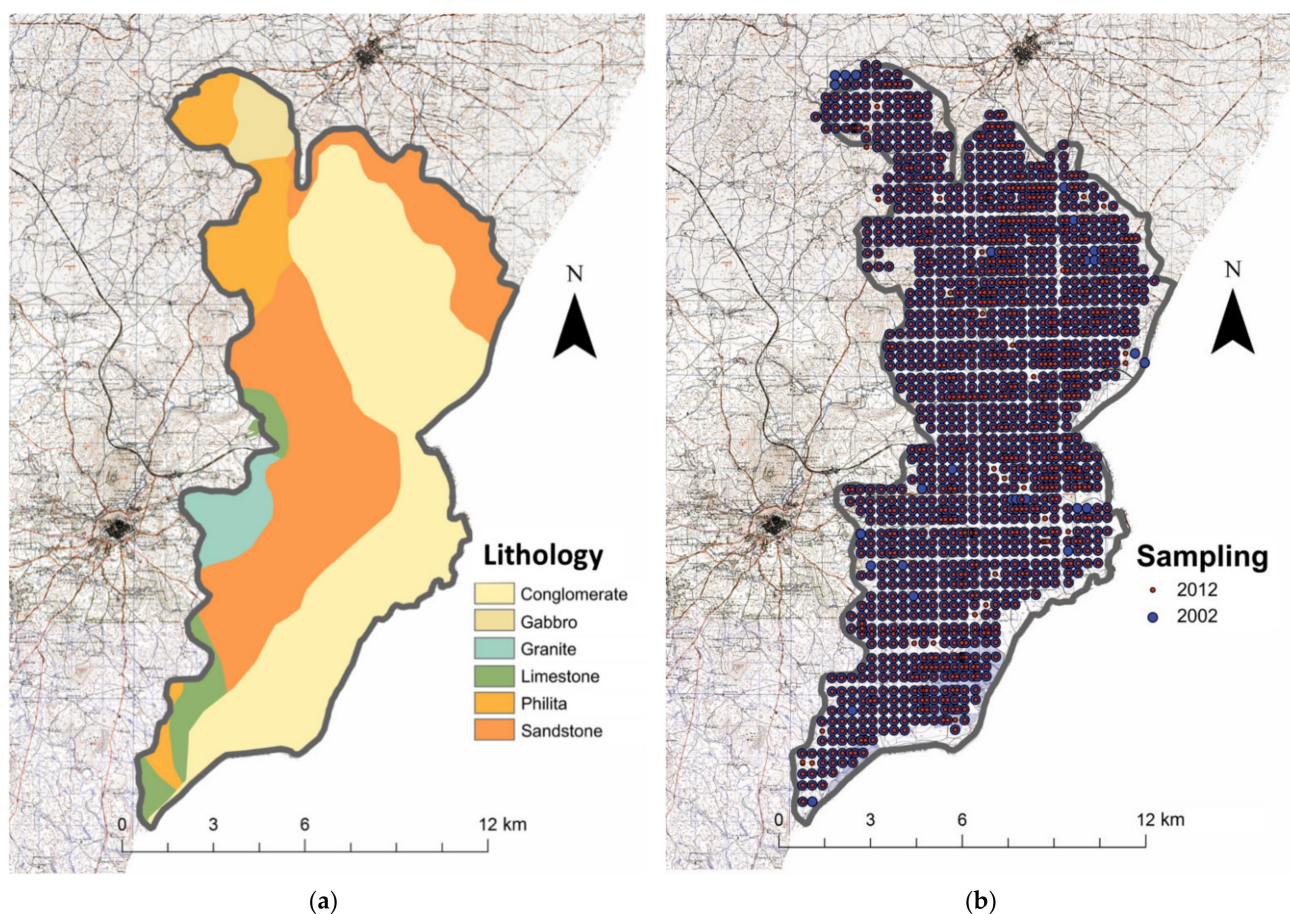 N
Lithology
Conglomerate
Gabbro
Granite
Limestone
Philita
Sandstone
0 3 6 12 km
(a)
N
Sampling
2012
2002
0 3 6 12 km
(b)